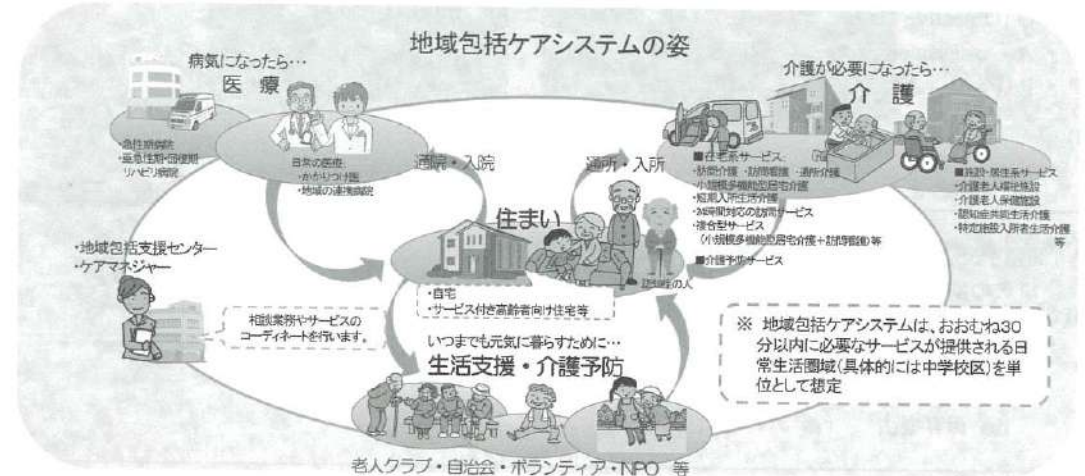 地域包括ケアシステムの姿
病気になったら…
医 療
・急性期病院
・亜急性期・回復期
リハビリ病院
日常の医療:
・かかりつけ医
・地域の連携病院
通院・入院
通所・入所
介護が必要になったら…
介 護
■在宅系サービス:
・訪問介護・訪問看護・通所介護
・小規模多機能型居宅介護
・短期入所生活介護
・24時間対応の訪問サービス
・複合型サービス
(小規模多機能型居宅介護+訪問看護)等
■介護予防サービス
■施設・居住系サービス
・介護老人福祉施設
・介護老人保健施設
・認知症共同生活介護
・特定施設入所者生活介護
等
住まい
認知症の人
・自宅
・サービス付き高齢者向け住宅等
・地域包括支援センター
・ケアマネジャー
相談業務やサービスの
コーディネートを行います。
いつまでも元気に暮らすために…
生活支援・介護予防
老人クラブ・自治会・ボランティア・NPO 等
※ 地域包括ケアシステムは、おおむね30
分以内に必要なサービスが提供される日
常生活圏域(具体的には中学校区)を単
位として想定